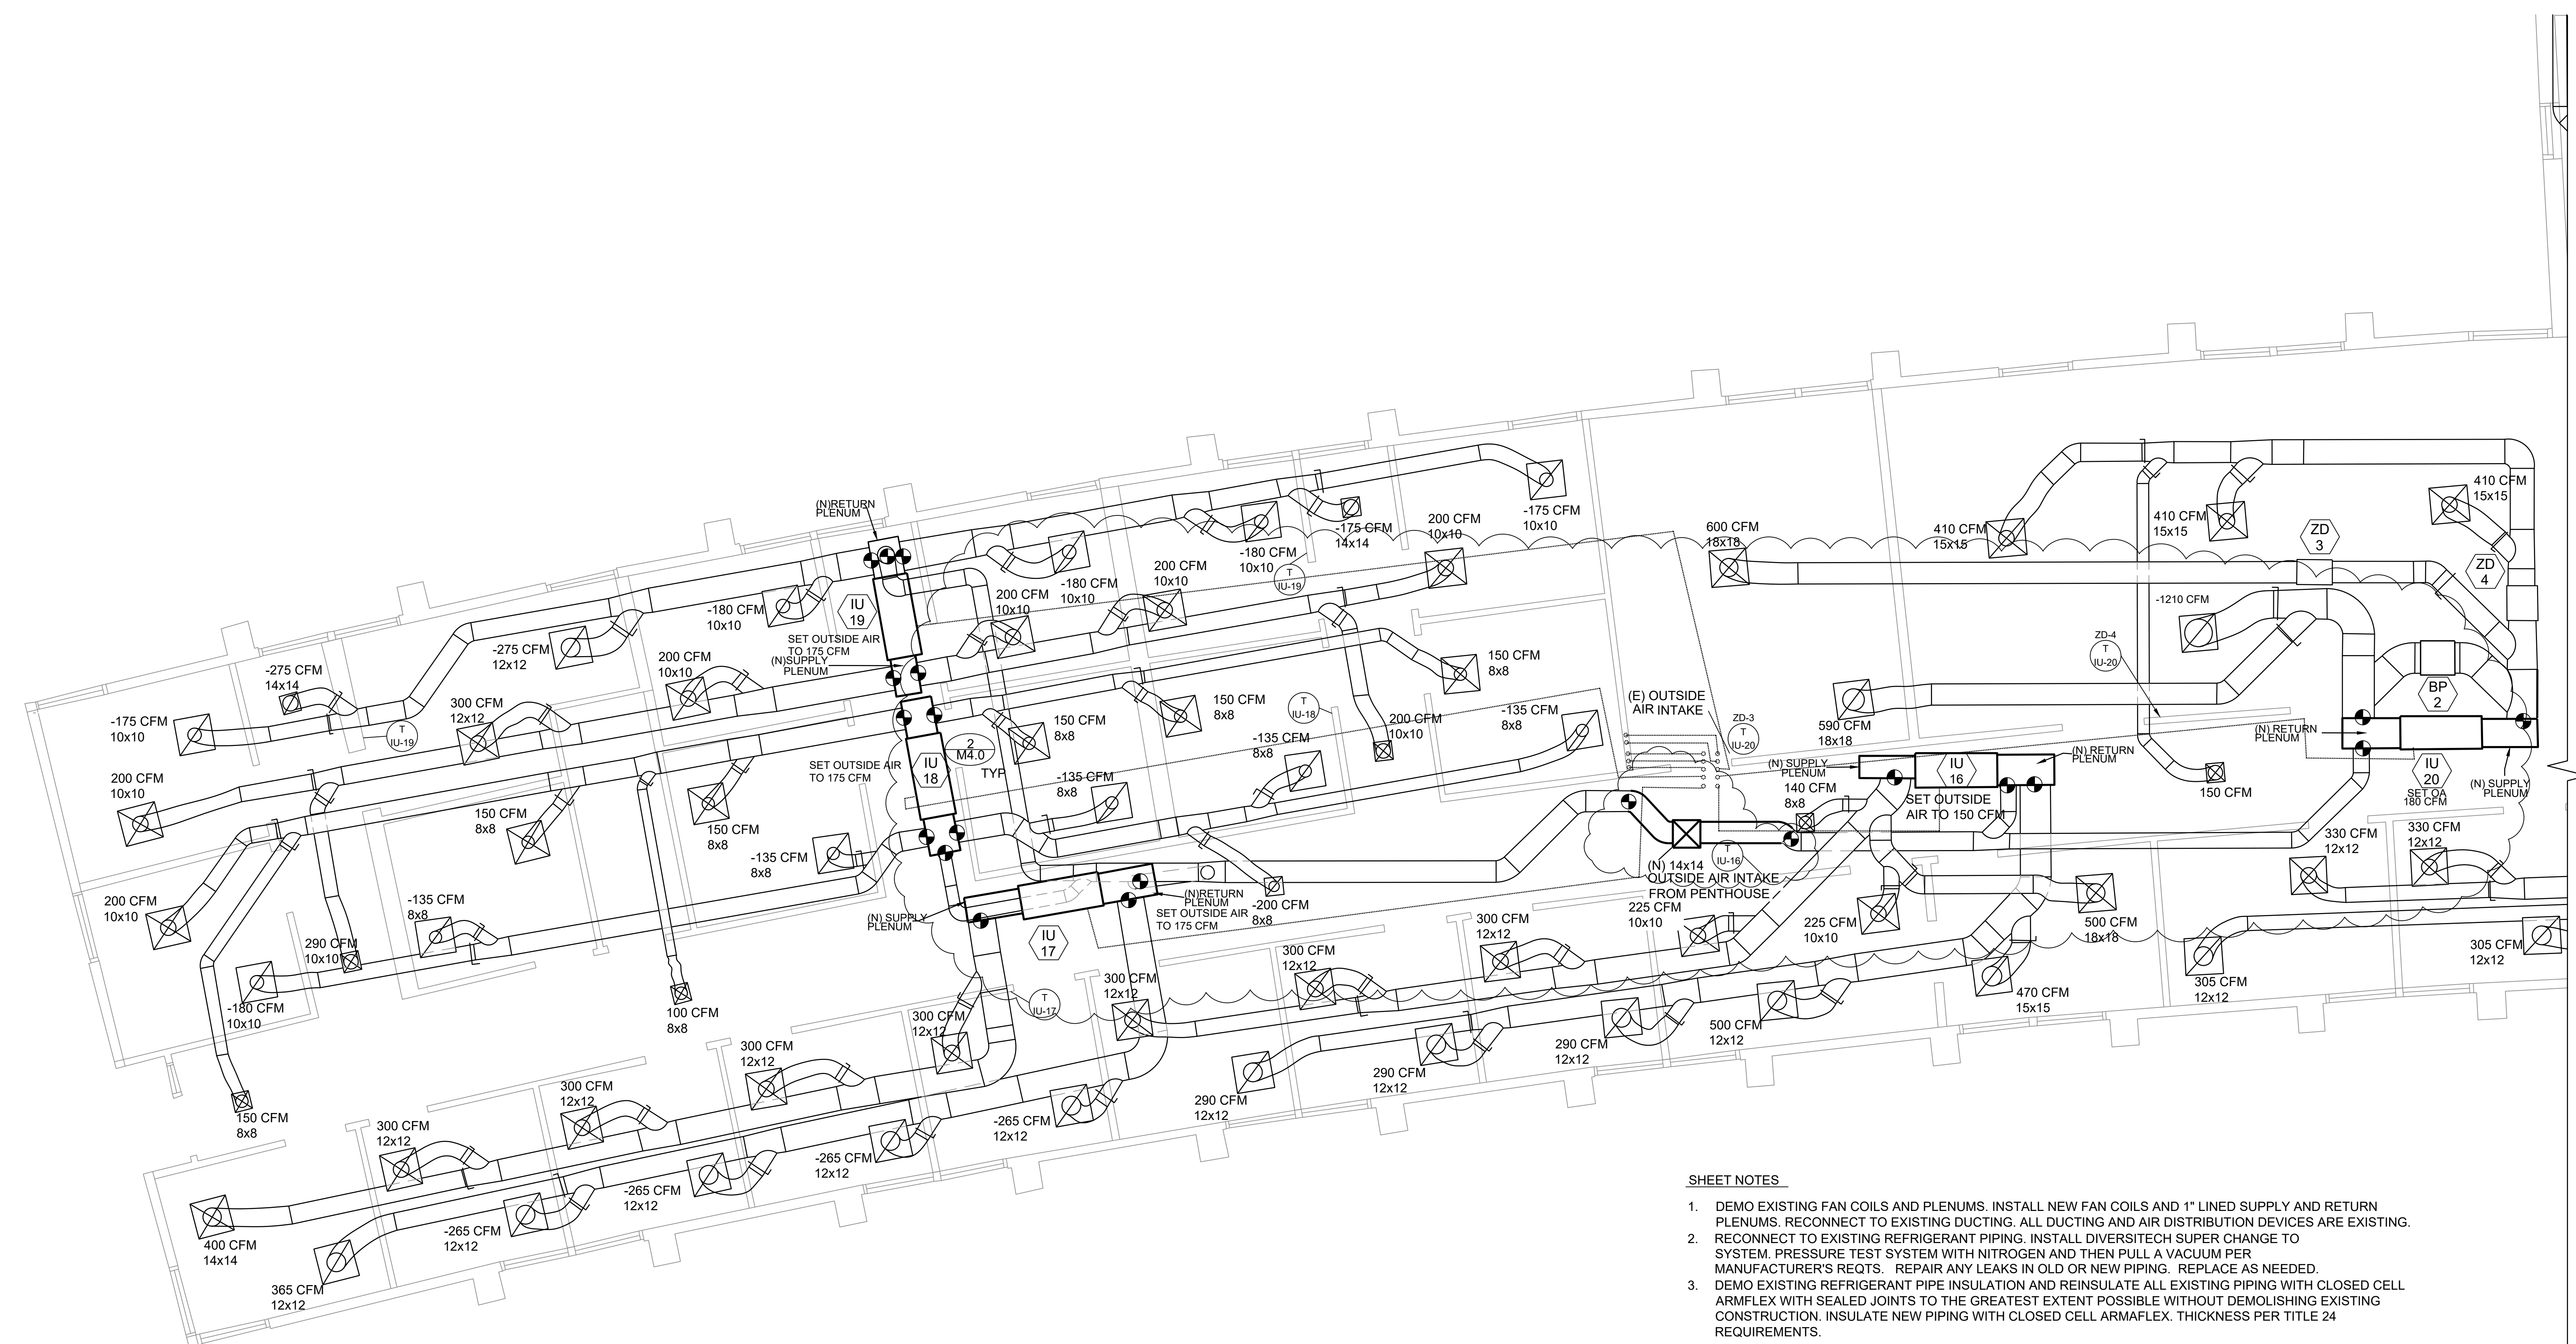 (N)RETURN
PLENUM
-175 CFM
10x10
-175 CFM
14x14
200 CFM
10x10
-180 CFM
10x10
T
IU-19
200 CFM
10x10
-180 CFM
10x10
200 CFM
10x10
600 CFM
18x18
410 CFM
15x15
410 CFM
15x15
410 CFM
15x15
ZD
3
ZD
4
-1210 CFM
ZD-4
T
IU-20
-180 CFM
10x10
IU
19
SET OUTSIDE AIR
TO 175 CFM
(N)SUPPLY
PLENUM
-275 CFM
12x12
-275 CFM
14x14
200 CFM
10x10
300 CFM
12x12
-175 CFM
10x10
T
IU-19
200 CFM
10x10
150 CFM
8x8
150 CFM
8x8
T
IU-18
200 CFM
10x10
-135 CFM
8x8
150 CFM
8x8
-135 CFM
8x8
2
M4.0
TYP
IU
18
SET OUTSIDE AIR
TO 175 CFM
-135 CFM
8x8
(E) OUTSIDE
AIR INTAKE
ZD-3
T
IU-20
590 CFM
18x18
BP
2
(N) RETURN
PLENUM
IU
20
SET OA
180 CFM
(N) SUPPLY
PLENUM
(N) SUPPLY
PLENUM
IU
16
(N) RETURN
PLENUM
140 CFM
8x8
SET OUTSIDE
AIR TO 150 CFM
150 CFM
150 CFM
8x8
150 CFM
8x8
-135 CFM
8x8
T
IU-16
(N) 14x14
OUTSIDE AIR INTAKE
FROM PENTHOUSE
330 CFM
12x12
330 CFM
12x12
200 CFM
10x10
-135 CFM
8x8
290 CFM
10x10
(N) SUPPLY
PLENUM
(N)RETURN
PLENUM
SET OUTSIDE AIR
TO 175 CFM
-200 CFM
8x8
IU
17
300 CFM
12x12
225 CFM
10x10
225 CFM
10x10
500 CFM
18x18
305 CFM
12x12
305 CFM
12x12
-180 CFM
10x10
100 CFM
8x8
T
IU-17
300 CFM
12x12
300 CFM
12x12
300 CFM
12x12
470 CFM
15x15
500 CFM
12x12
290 CFM
12x12
290 CFM
12x12
290 CFM
12x12
300 CFM
12x12
300 CFM
12x12
300 CFM
12x12
150 CFM
8x8
-265 CFM
12x12
-265 CFM
12x12
-265 CFM
12x12
-265 CFM
12x12
400 CFM
14x14
365 CFM
12x12
SHEET NOTES
1. DEMO EXISTING FAN COILS AND PLENUMS. INSTALL NEW FAN COILS AND 1" LINED SUPPLY AND RETURN
PLENUMS. RECONNECT TO EXISTING DUCTING. ALL DUCTING AND AIR DISTRIBUTION DEVICES ARE EXISTING.
2. RECONNECT TO EXISTING REFRIGERANT PIPING. INSTALL DIVERSITECH SUPER CHANGE TO
SYSTEM. PRESSURE TEST SYSTEM WITH NITROGEN AND THEN PULL A VACUUM PER
MANUFACTURER'S REQTS. REPAIR ANY LEAKS IN OLD OR NEW PIPING. REPLACE AS NEEDED.
3. DEMO EXISTING REFRIGERANT PIPE INSULATION AND REINSULATE ALL EXISTING PIPING WITH CLOSED CELL
ARMFLEX WITH SEALED JOINTS TO THE GREATEST EXTENT POSSIBLE WITHOUT DEMOLISHING EXISTING
CONSTRUCTION. INSULATE NEW PIPING WITH CLOSED CELL ARMAFLEX. THICKNESS PER TITLE 24
REQUIREMENTS.